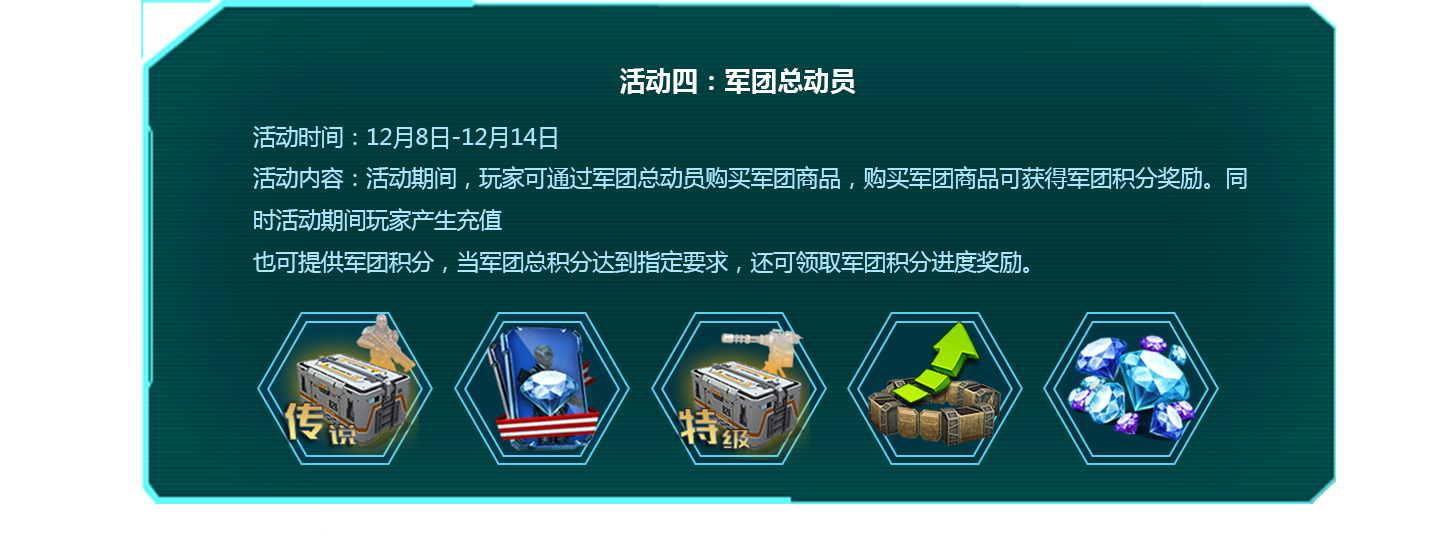 活动四：军团总动员
活动时间：12月8日-12月14日
活动内容：活动期间，玩家可通过军团总动员购买军团商品，购买军团商品可获得军团积分奖励。同
时活动期间玩家产生充值
也可提供军团积分，当军团总积分达到指定要求，还可领取军团积分进度奖励。
传说
特级